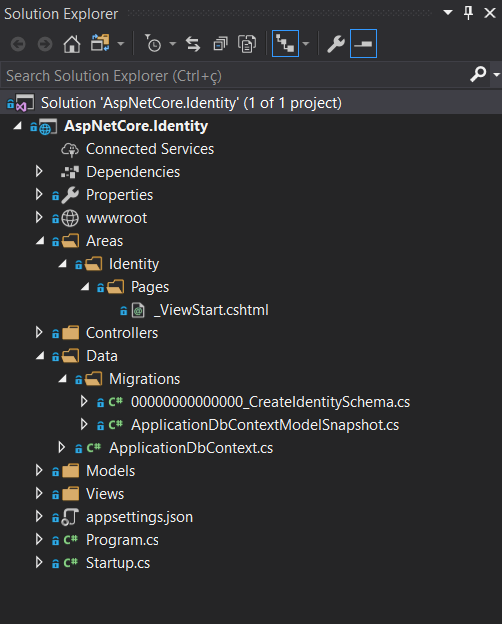 Solution Explorer
Search Solution Explorer (Ctrl+ç)
Solution 'AspNetCore.Identity' (1 of 1 project)
AspNetCore.Identity
Connected Services
Dependencies
Properties
wwwroot
Areas
Identity
Pages
_ViewStart.cshtml
Controllers
Data
Migrations
C# 00000000000000_CreateIdentitySchema.cs
C# ApplicationDbContextModelSnapshot.cs
C# ApplicationDbContext.cs
Models
Views
appsettings.json
C# Program.cs
C# Startup.cs